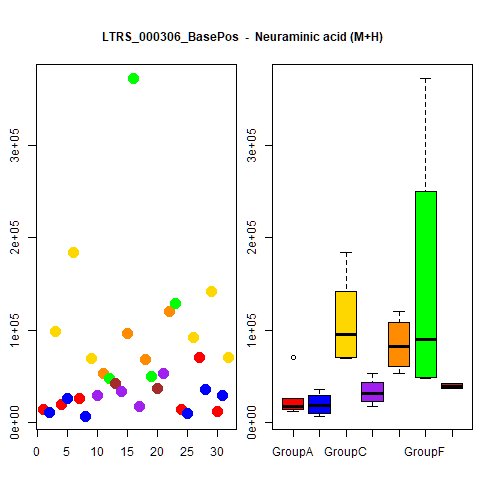 LTRS_000306_BasePos - Neuraminic acid (M+H)
3e+05
2e+05
1e+05
0e+00
0 5 10 15 20 25 30
3e+05
2e+05
1e+05
0e+00
GroupA GroupC GroupF